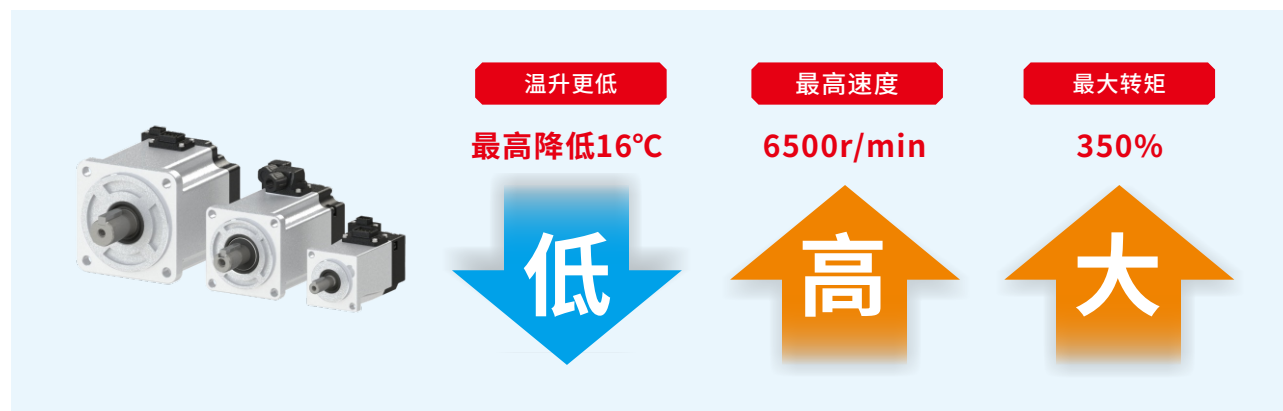 温升更低
最高降低16℃
低
最高速度
6500r/min
高
最大转矩
350%
大